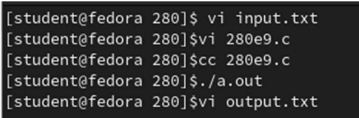 [student@fedora 280]$ vi input.txt
[student@fedora 280]$vi 280e9.c
[student@fedora 280]$cc 280e9.c
[student@fedora 280]$./a.out
[student@fedora 280]$vi output.txt